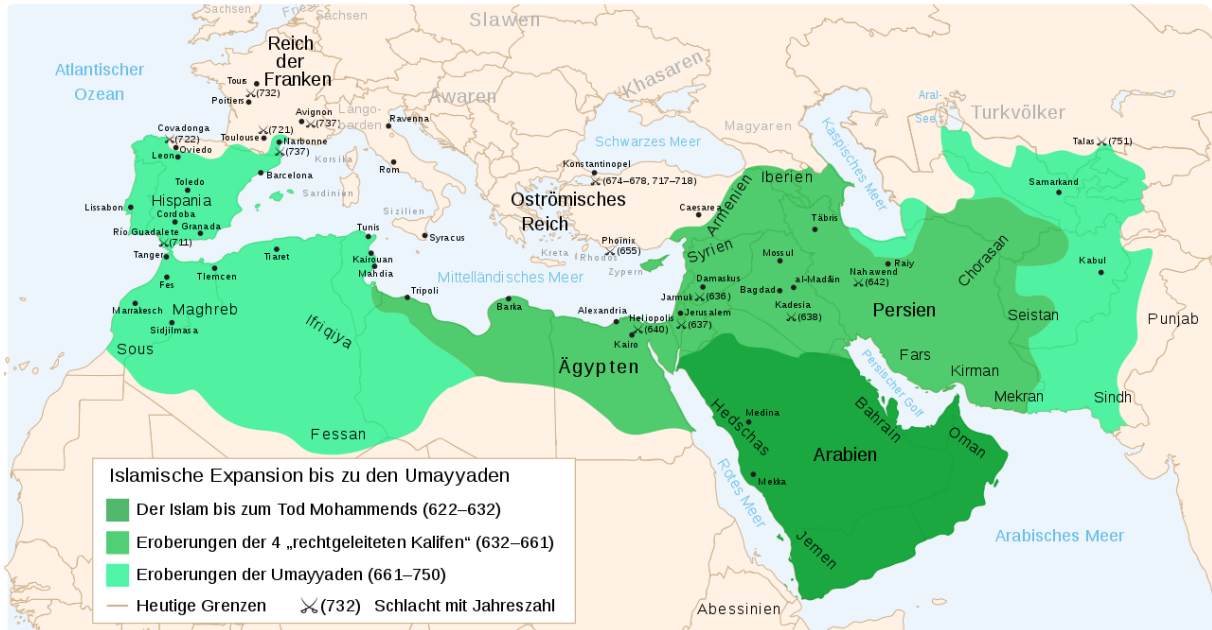 Sachsen
Friesen
Sachsen
Slawen
Reich
der
Franken
Atlantischer
Ozean
Tours
(732)
Poitiers
Khasaren
Awaren
Lango-
barden
Avignon
(737)
Ravenna
Aral-
See
Turkvölker
Magyaren
Kaspisches Meer
Covadonga
(722)
Oviedo
Leon
(721)
Toulouse
Narbonne
(737)
Schwarzes Meer
Talas
(751)
Korsika
Rom
Konstantinopel
(674–678, 717–718)
Barcelona
Toledo
Hispania
Sardinien
Iberien
Armenien
Samarkand
Oströmisches
Reich
Caesarea
Lissabon
Cordoba
Granada
Río Guadalete
(711)
Sizilien
Syracus
Täbris
Tanger
Tunis
Kairouan
Mahdia
Phoinix
(655)
Kreta
Rhodos
Zypern
Syrien
Mossul
Raiy
Nahawend
(642)
Chorasan
Kabul
Fes
Tlemcen
Tiaret
Mittelländisches Meer
Damaskus
Bagdad
al-Madāin
Marrakesch
Maghreb
Sidjilmasa
Tripoli
Barka
Alexandria
Jarmuk
(636)
Jerusalem
(637)
Kadesia
(638)
Persien
Seistan
Punjab
Sous
Ifriqiya
Heliopolis
(640)
Kairo
Ägypten
Fars
Kirman
Mekran
Sindh
Persischer Golf
Fessan
Hedschas
Medina
Bahrain
Oman
Arabien
Mekka
Rotes Meer
Jemen
Arabisches Meer
Abessinien
Islamische Expansion bis zu den Umayyaden
Der Islam bis zum Tod Mohammends (622–632)
Eroberungen der 4 „rechtgeleiteten Kalifen“ (632–661)
Eroberungen der Umayyaden (661–750)
Heutige Grenzen (732) Schlacht mit Jahreszahl